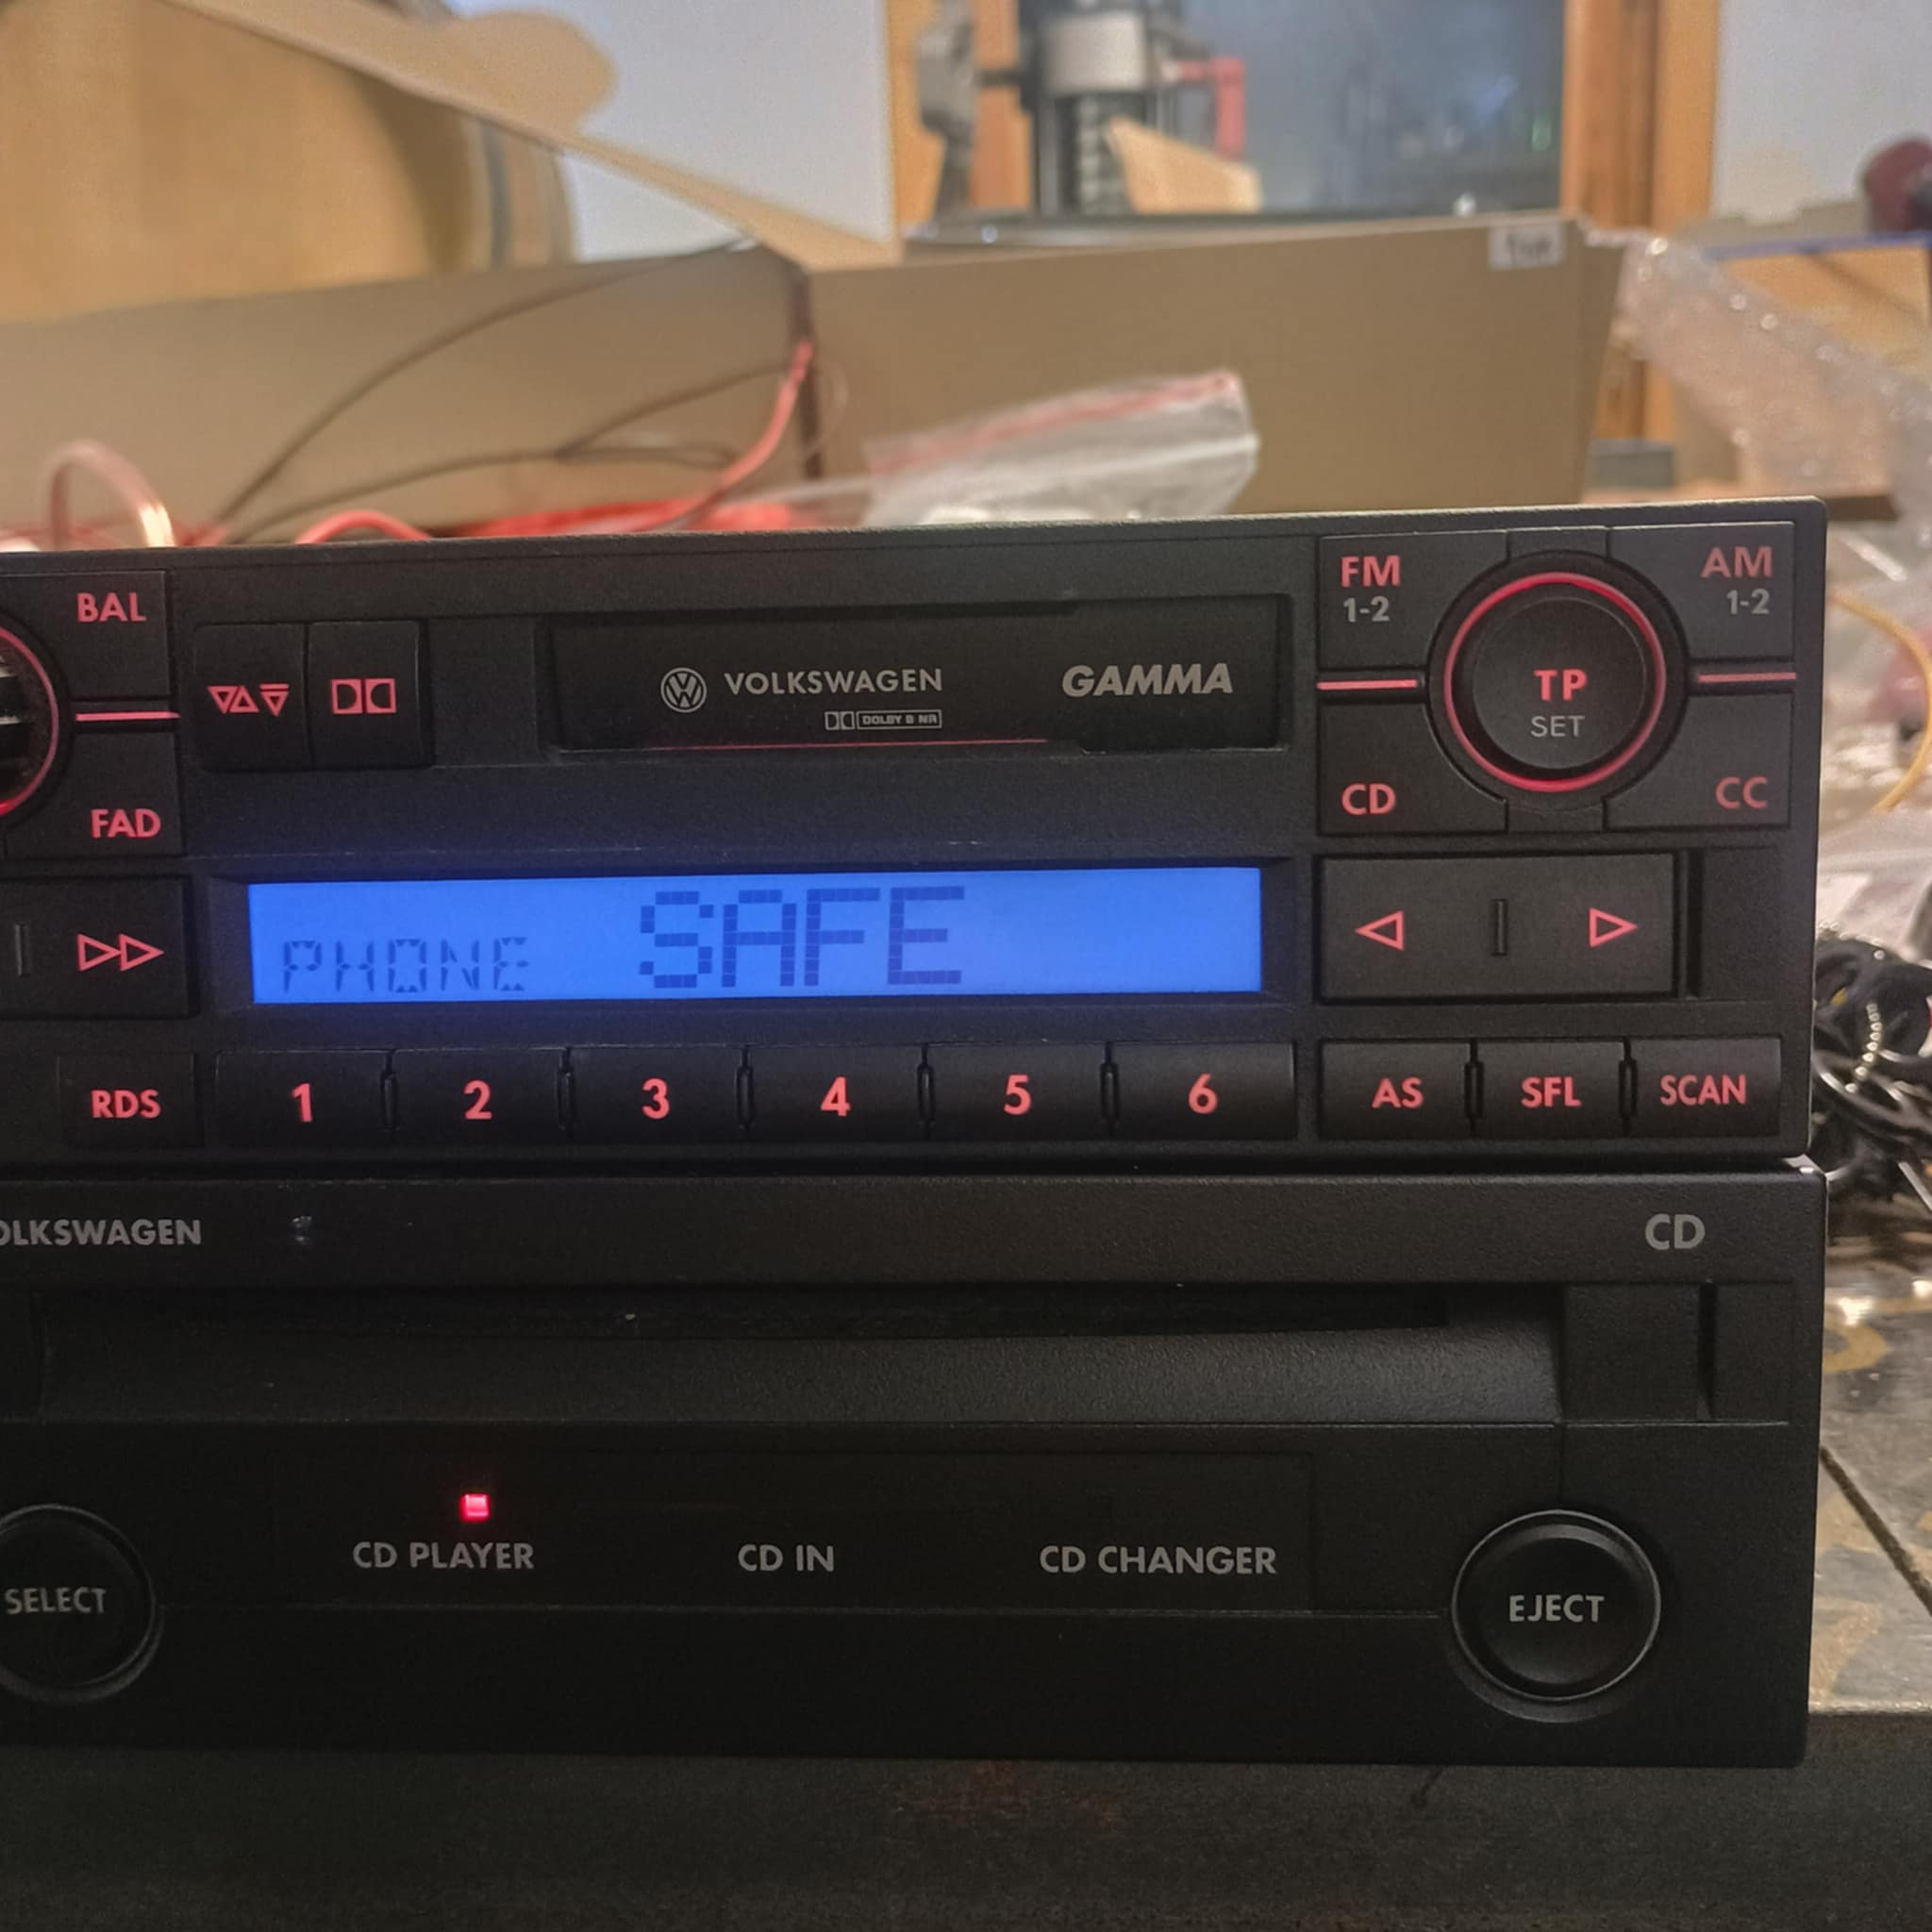 BAL
FM
1-2
AM
1-2
VOLKSWAGEN
GAMMA
DOLBY B NR
TP
SET
FAD
CD
CC
PHONE SAFE
RDS
1
2
3
4
5
6
AS
SFL
SCAN
OLKSWAGEN
CD
CD PLAYER
CD IN
CD CHANGER
SELECT
EJECT